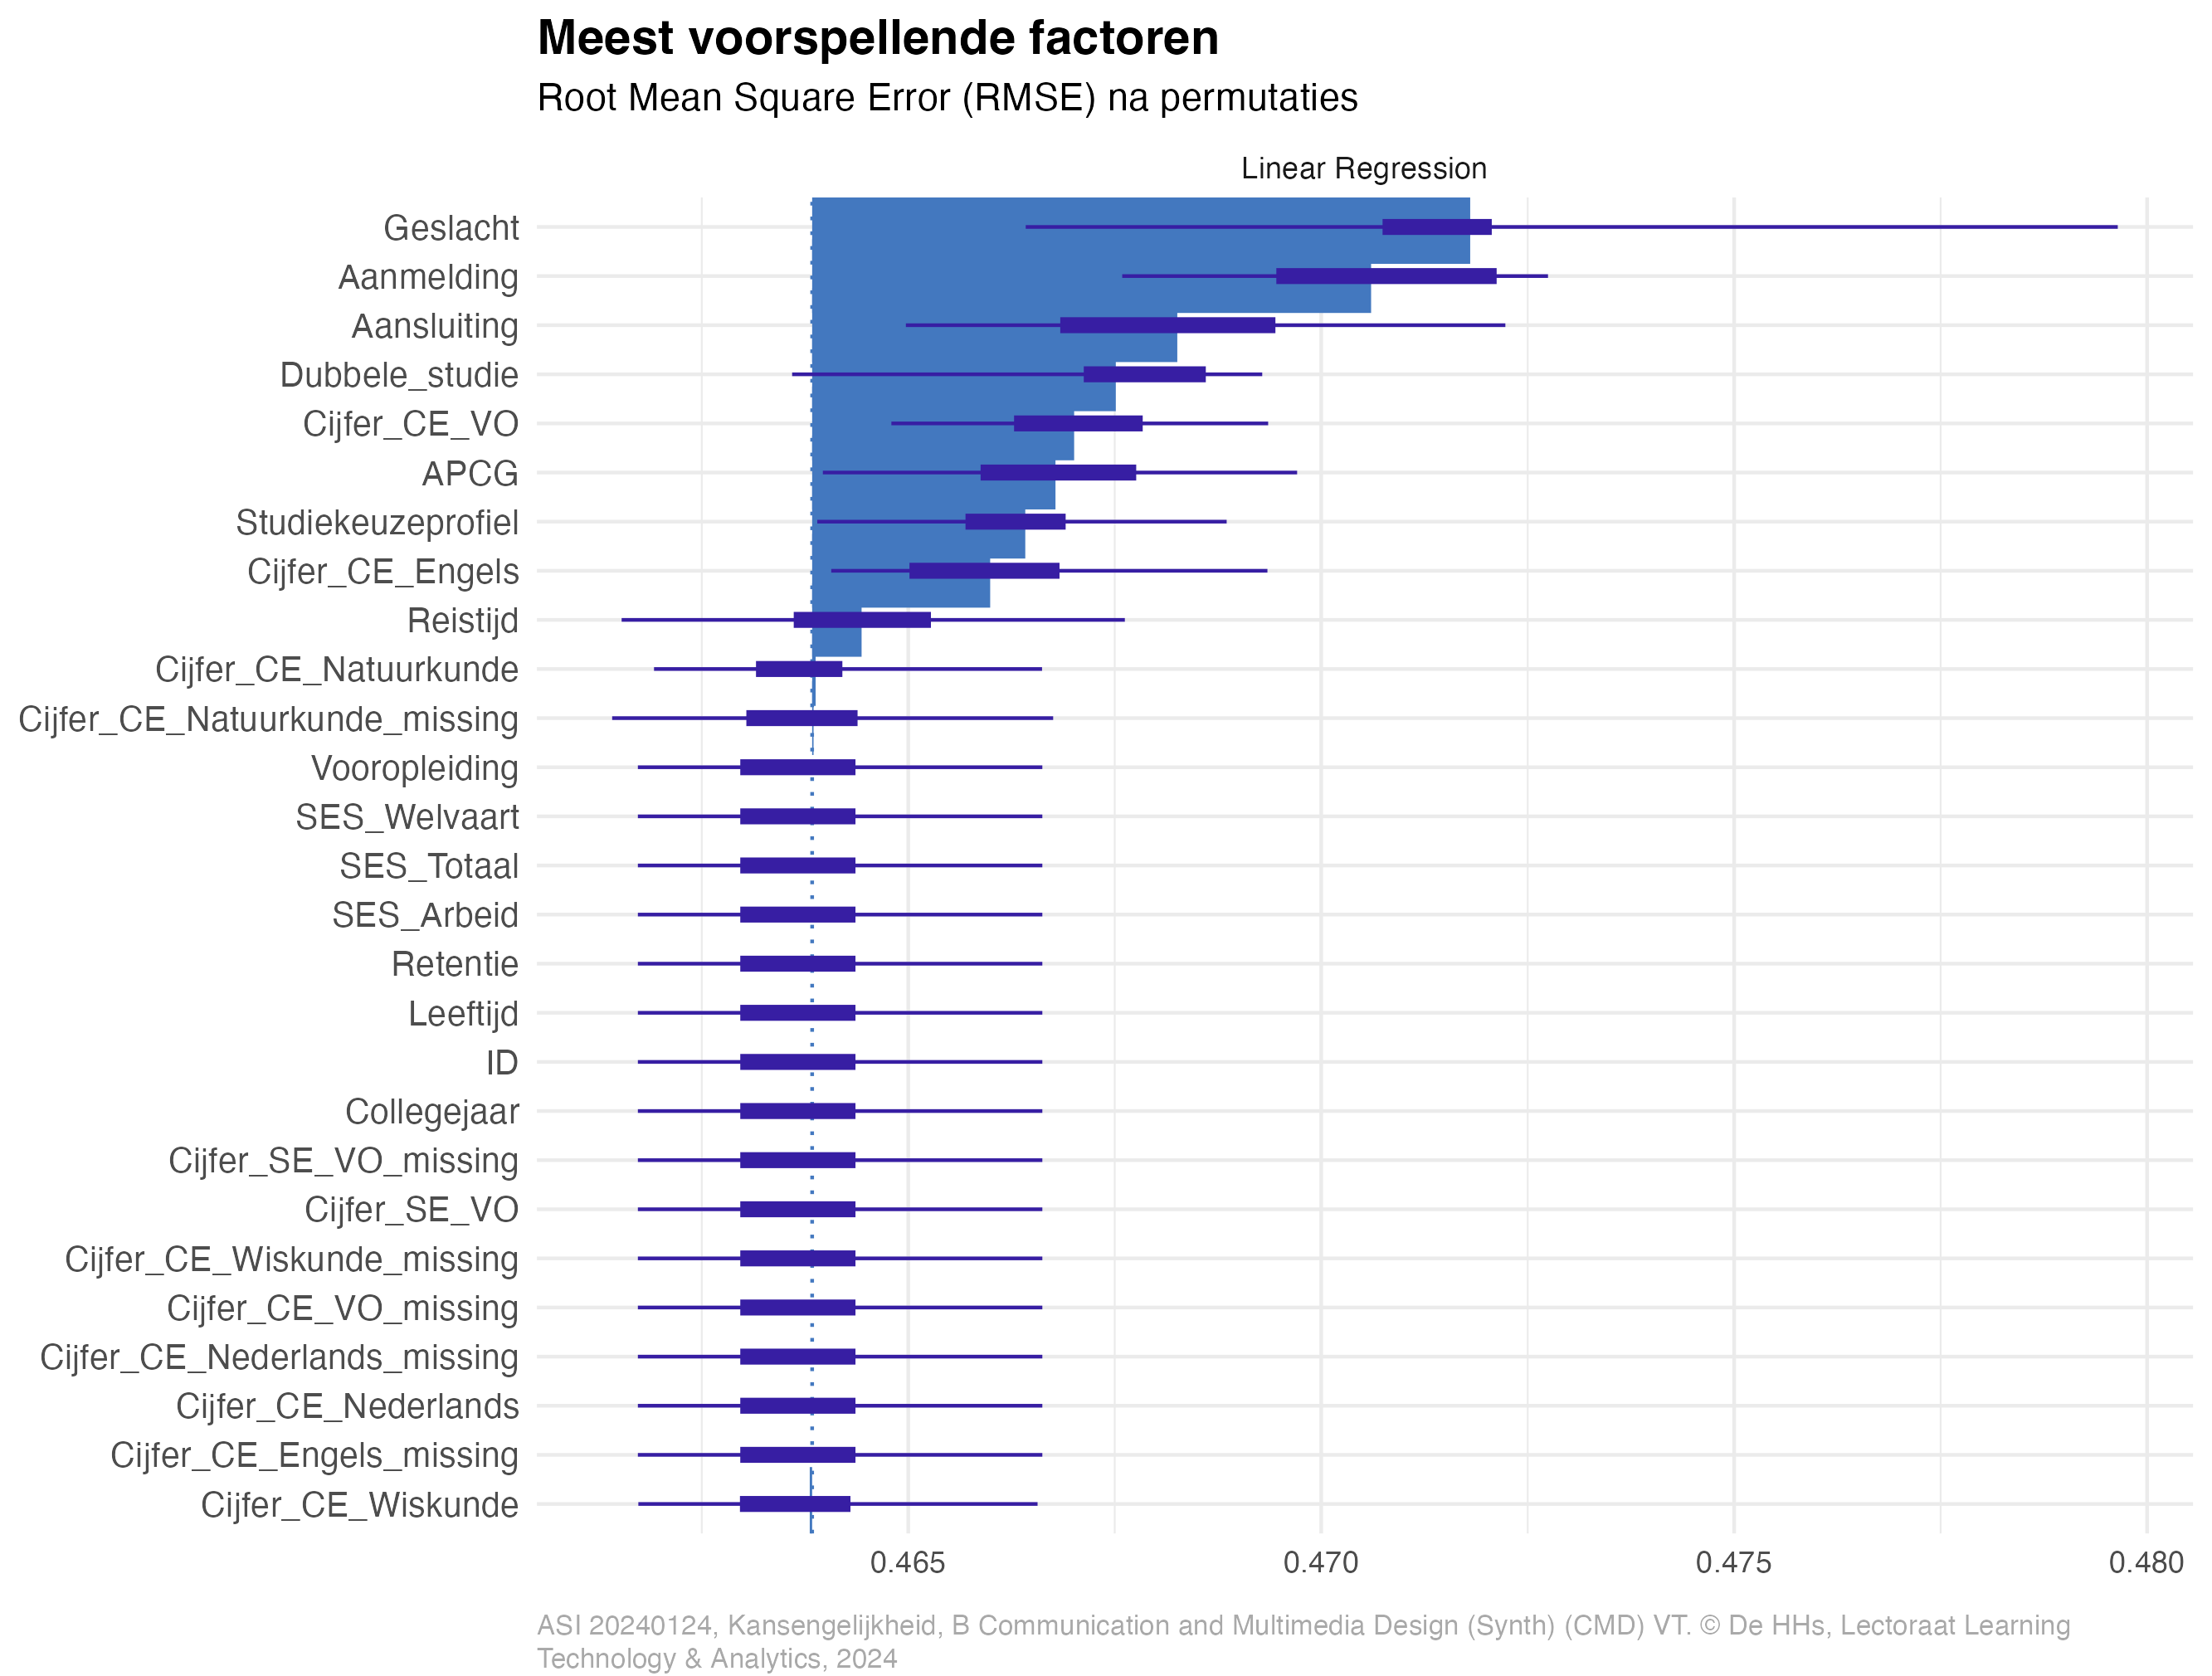 Meest voorspellende factoren
Root Mean Square Error (RMSE) na permutaties
Linear Regression
Geslacht
Aanmelding
Aansluiting
Dubbele_studie
Cijfer_CE_VO
APCG
Studiekeuzeprofiel
Cijfer_CE_Engels
Reistijd
Cijfer_CE_Natuurkunde
Cijfer_CE_Natuurkunde_missing
Vooropleiding
SES_Welvaart
SES_Totaal
SES_Arbeid
Retentie
Leeftijd
ID
Collegejaar
Cijfer_SE_VO_missing
Cijfer_SE_VO
Cijfer_CE_Wiskunde_missing
Cijfer_CE_VO_missing
Cijfer_CE_Nederlands_missing
Cijfer_CE_Nederlands
Cijfer_CE_Engels_missing
Cijfer_CE_Wiskunde
0.465 0.470 0.475 0.480
ASI 20240124, Kansengelijkheid, B Communication and Multimedia Design (Synth) (CMD) VT. © De HHs, Lectoraat Learning
Technology & Analytics, 2024